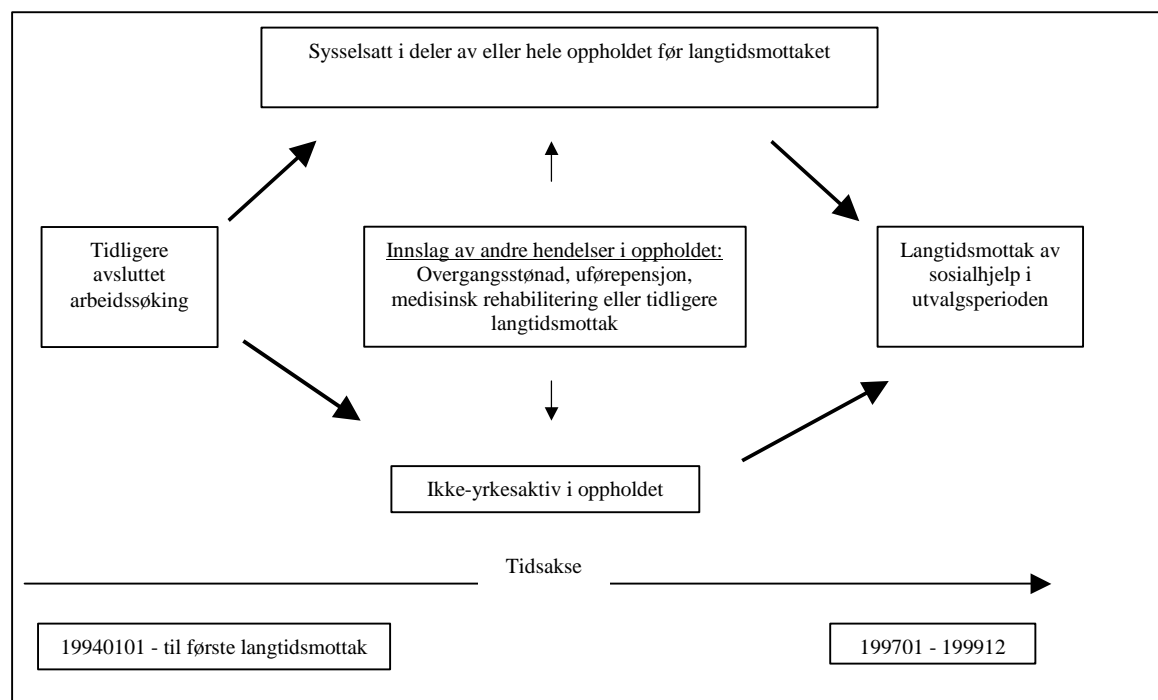 Sysselsatt i deler av eller hele oppholdet før langtidsmottaket
Tidligere
avsluttet
arbeidssøking
Innslag av andre hendelser i oppholdet:
Overgangsstønad, uførepensjon,
medisinsk rehabilitering eller tidligere
langtidsmottak
Langtidsmottak av
sosialhjelp i
utvalgsperioden
Ikke-yrkesaktiv i oppholdet
Tidsakse
19940101 - til første langtidsmottak
199701 - 199912